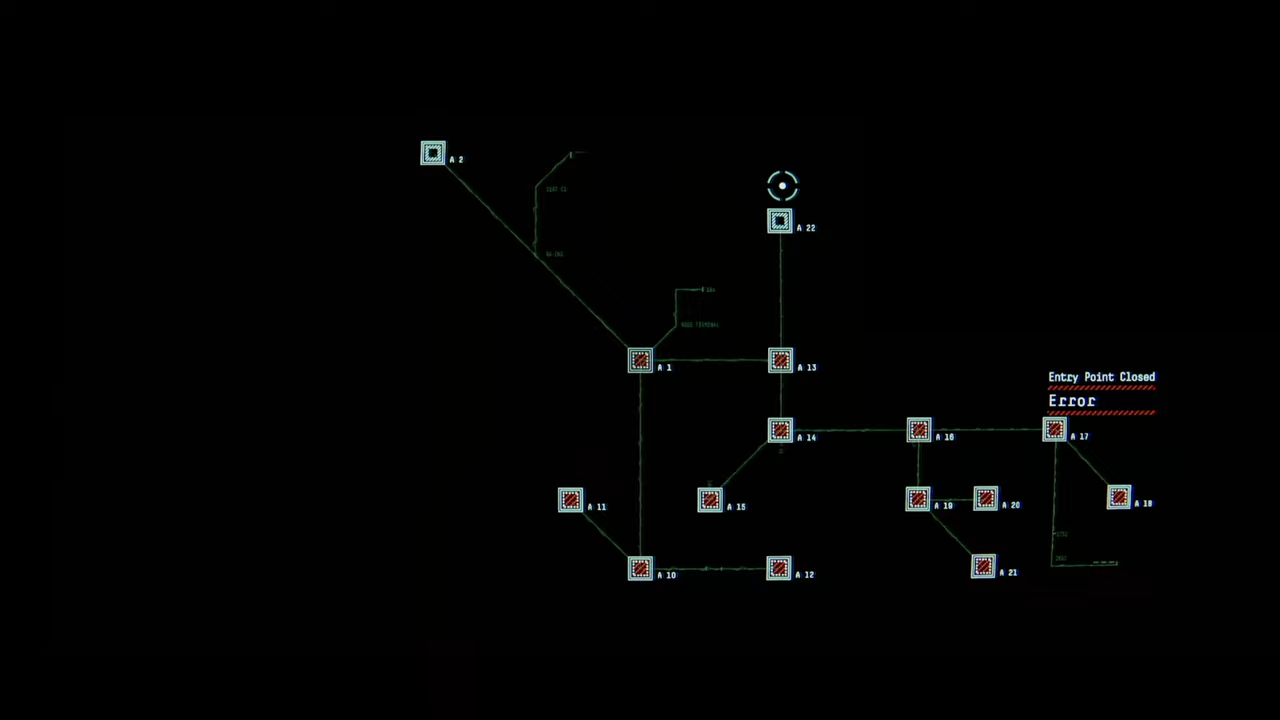 A 2
A 22
A 1
A 13
Entry Point Closed
Error
A 14
A 16
A 17
A 11
A 15
A 19
A 20
A 18
A 10
A 12
A 21